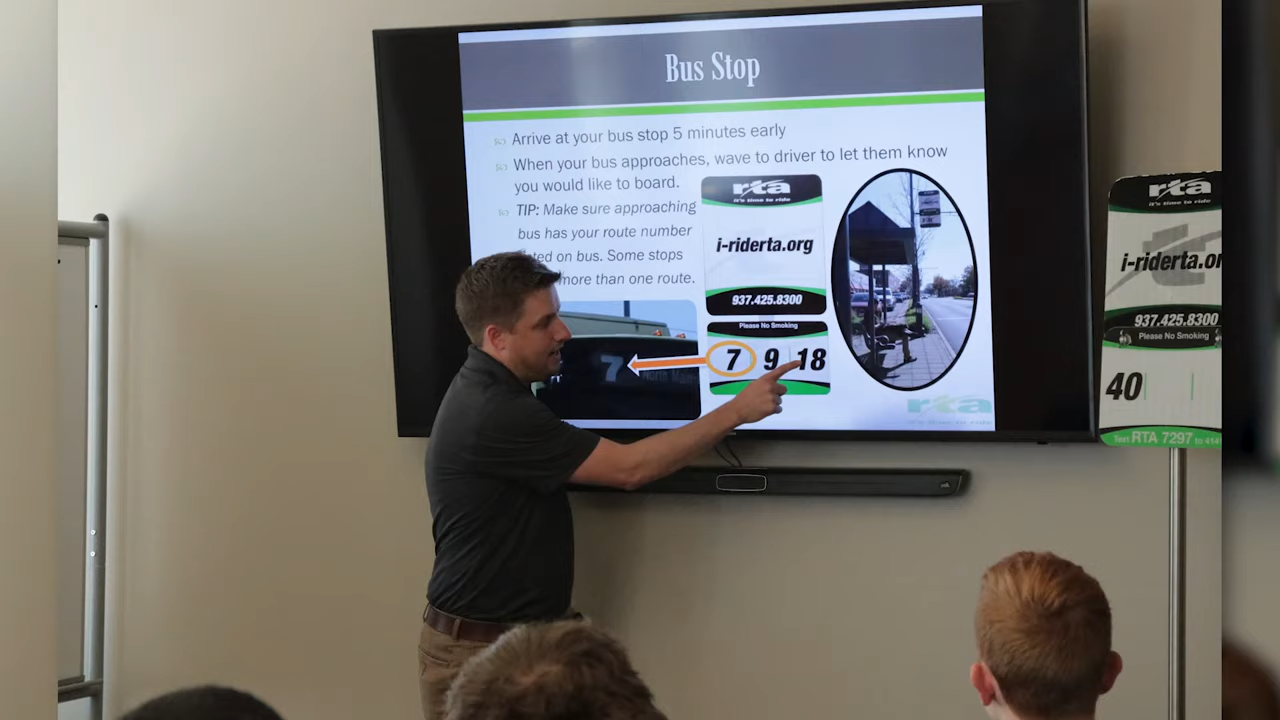 Bus Stop
Arrive at your bus stop 5 minutes early
When your bus approaches, wave to driver to let them know
you would like to board.
TIP: Make sure approaching
bus has your route number
on bus. Some stops
more than one route.
rta
it's time to ride
i-riderta.org
937.425.8300
Please No Smoking
7 9 18
7
rta
rta
it's time to ride
i-riderta.or
937.425.8300
Please No Smoking
40
Text RTA 7297 to 414